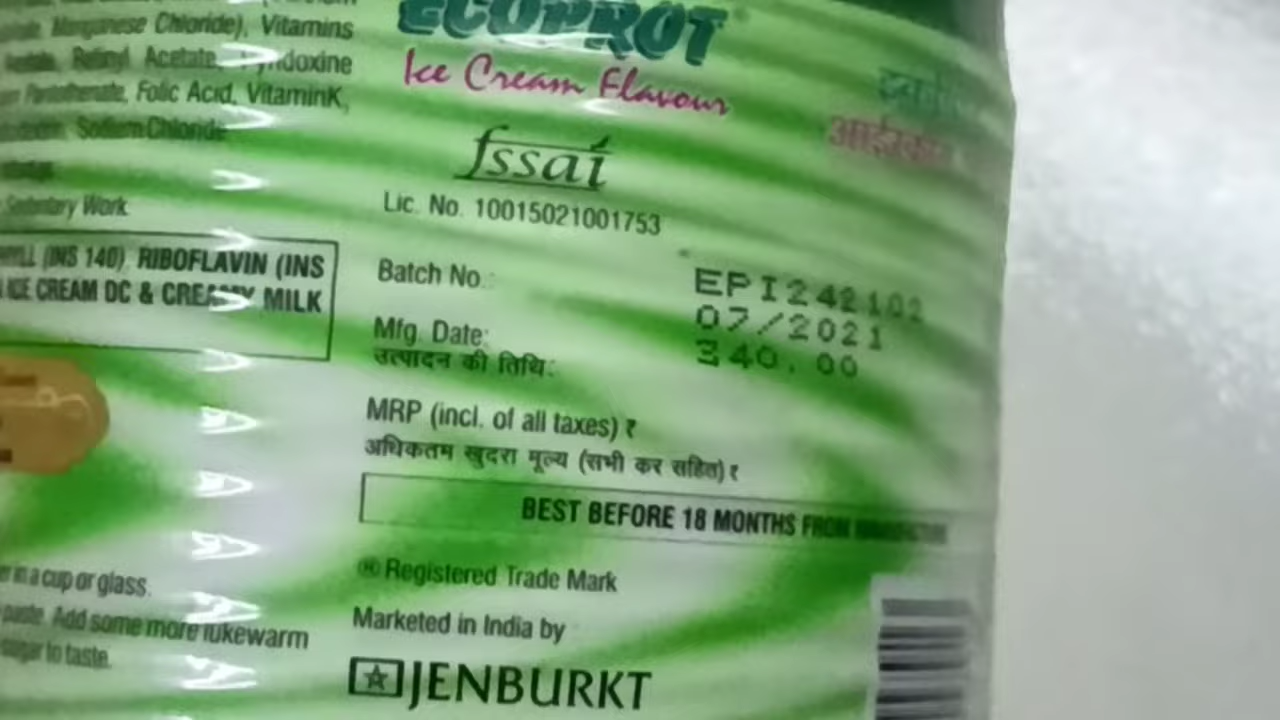 Manganese Chloride), Vitamins
Retinyl Acetate, Pyridoxine
Pantothenate, Folic Acid, VitaminK,
Sodium Chloride
Sedentary Work
(INS 140), RIBOFLAVIN (INS
ICE CREAM DC & CREAMY MILK
in a cup or glass.
paste. Add some more lukewarm
sugar to taste.
ECOPROT
Ice Cream Flavour
fssai
Lic. No. 10015021001753
Batch No.: EPI242102
Mfg. Date: 07/2021
उत्पादन की तिथि: 340.00
MRP (incl. of all taxes) ₹
अधिकतम खुदरा मूल्य (सभी कर सहित) ₹
BEST BEFORE 18 MONTHS FROM
® Registered Trade Mark
Marketed in India by
JENBURKT